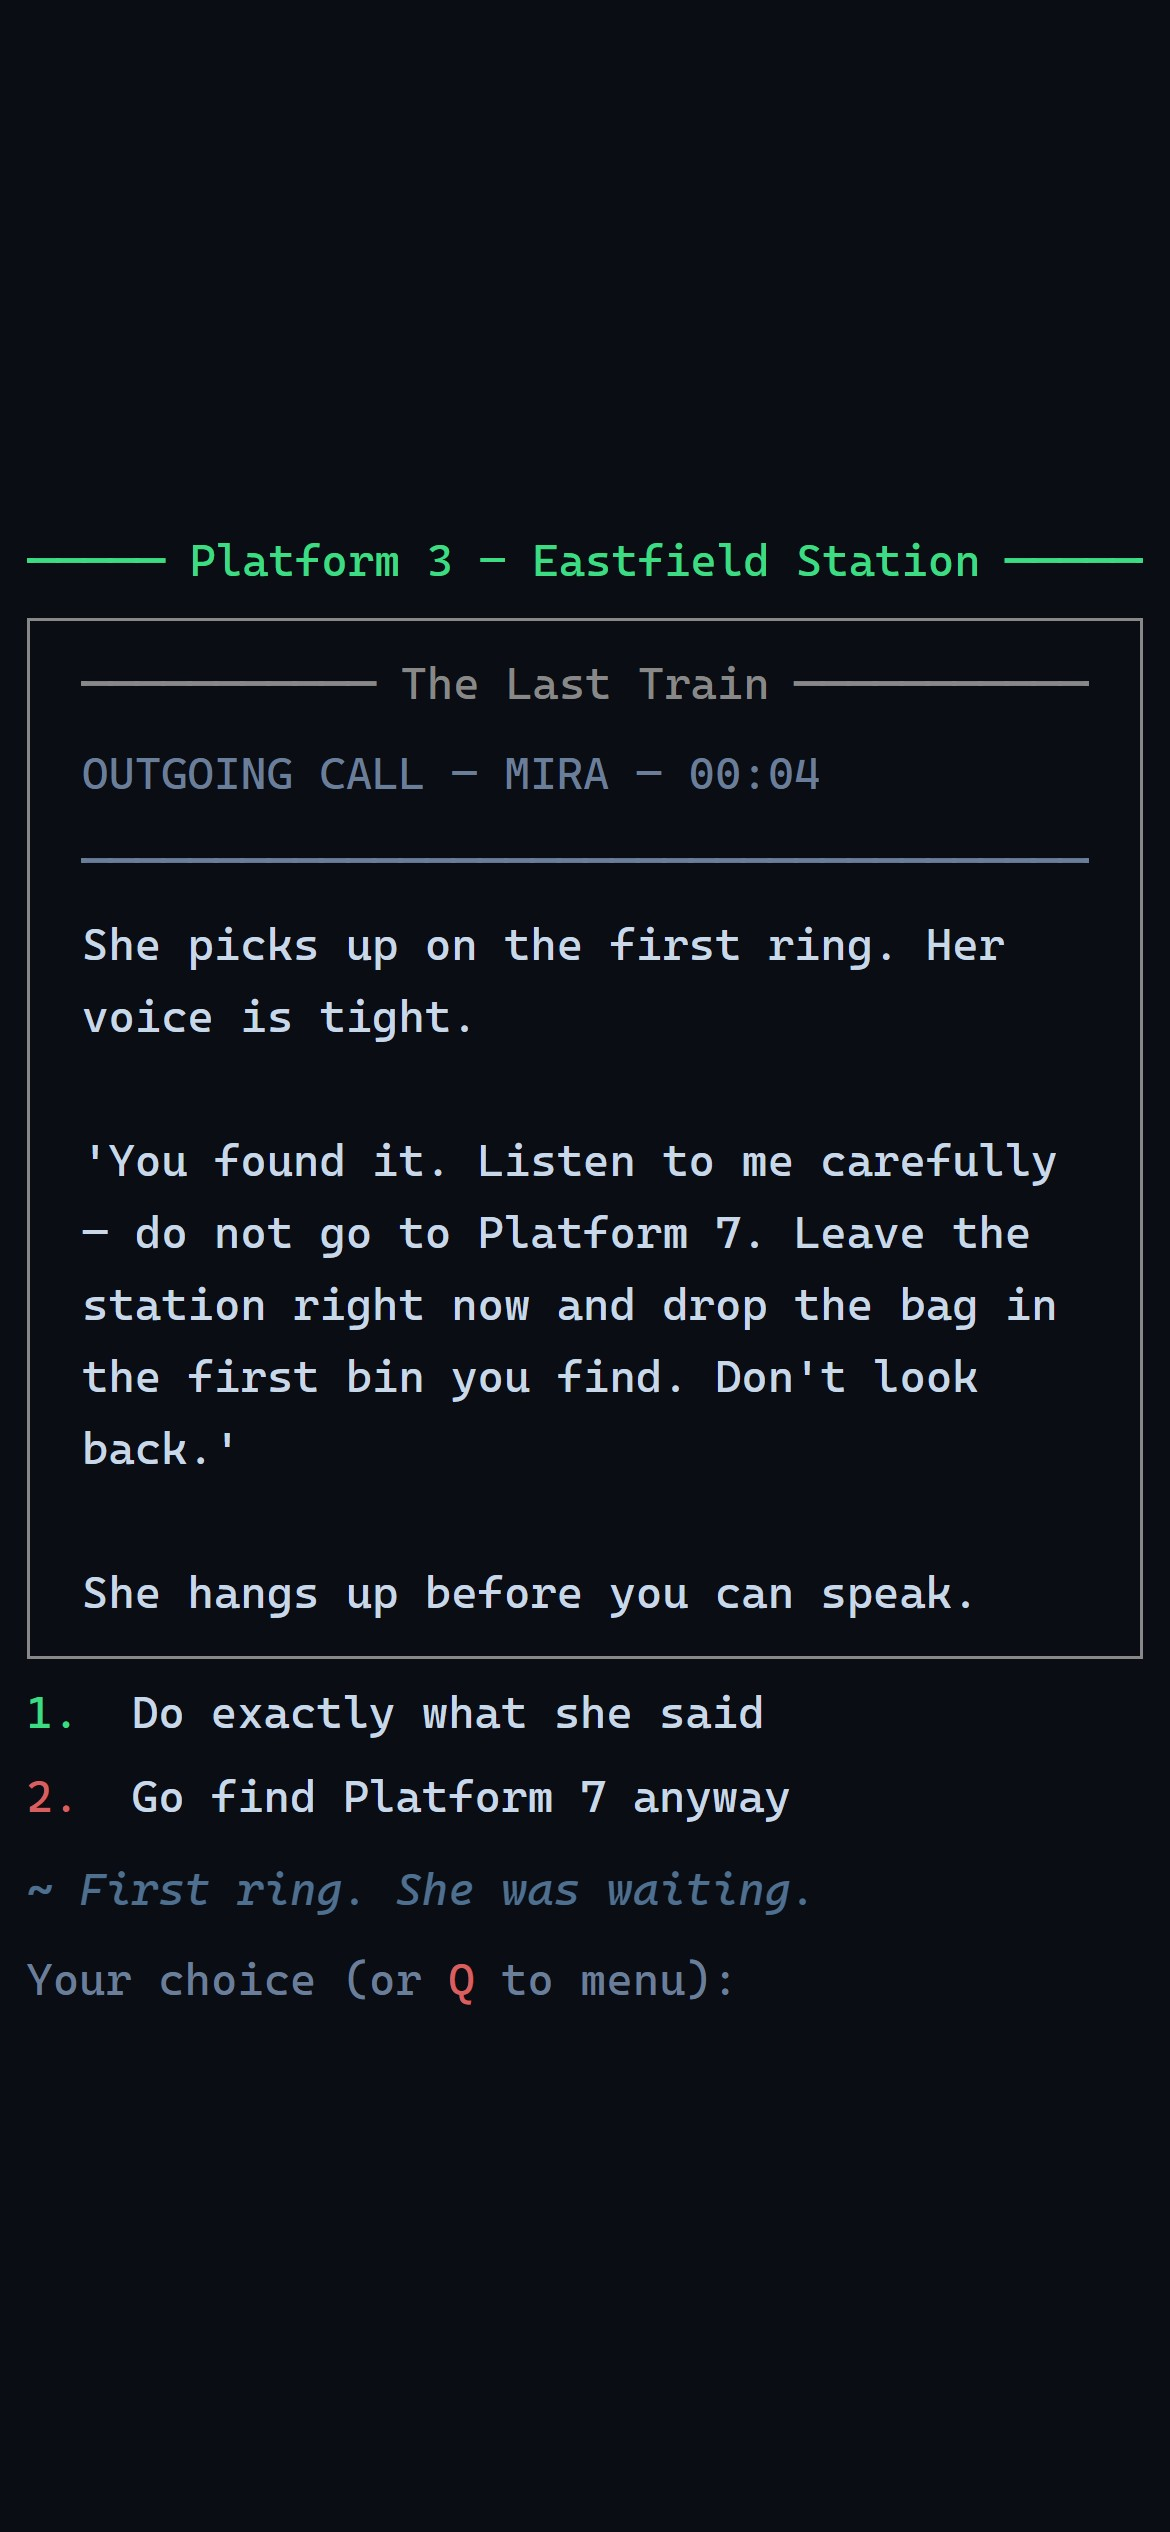 Platform 3 — Eastfield Station
The Last Train
OUTGOING CALL — MIRA — 00:04
She picks up on the first ring. Her
voice is tight.
'You found it. Listen to me carefully
— do not go to Platform 7. Leave the
station right now and drop the bag in
the first bin you find. Don't look
back.'
She hangs up before you can speak.
1. Do exactly what she said
2. Go find Platform 7 anyway
~ First ring. She was waiting.
Your choice (or Q to menu):